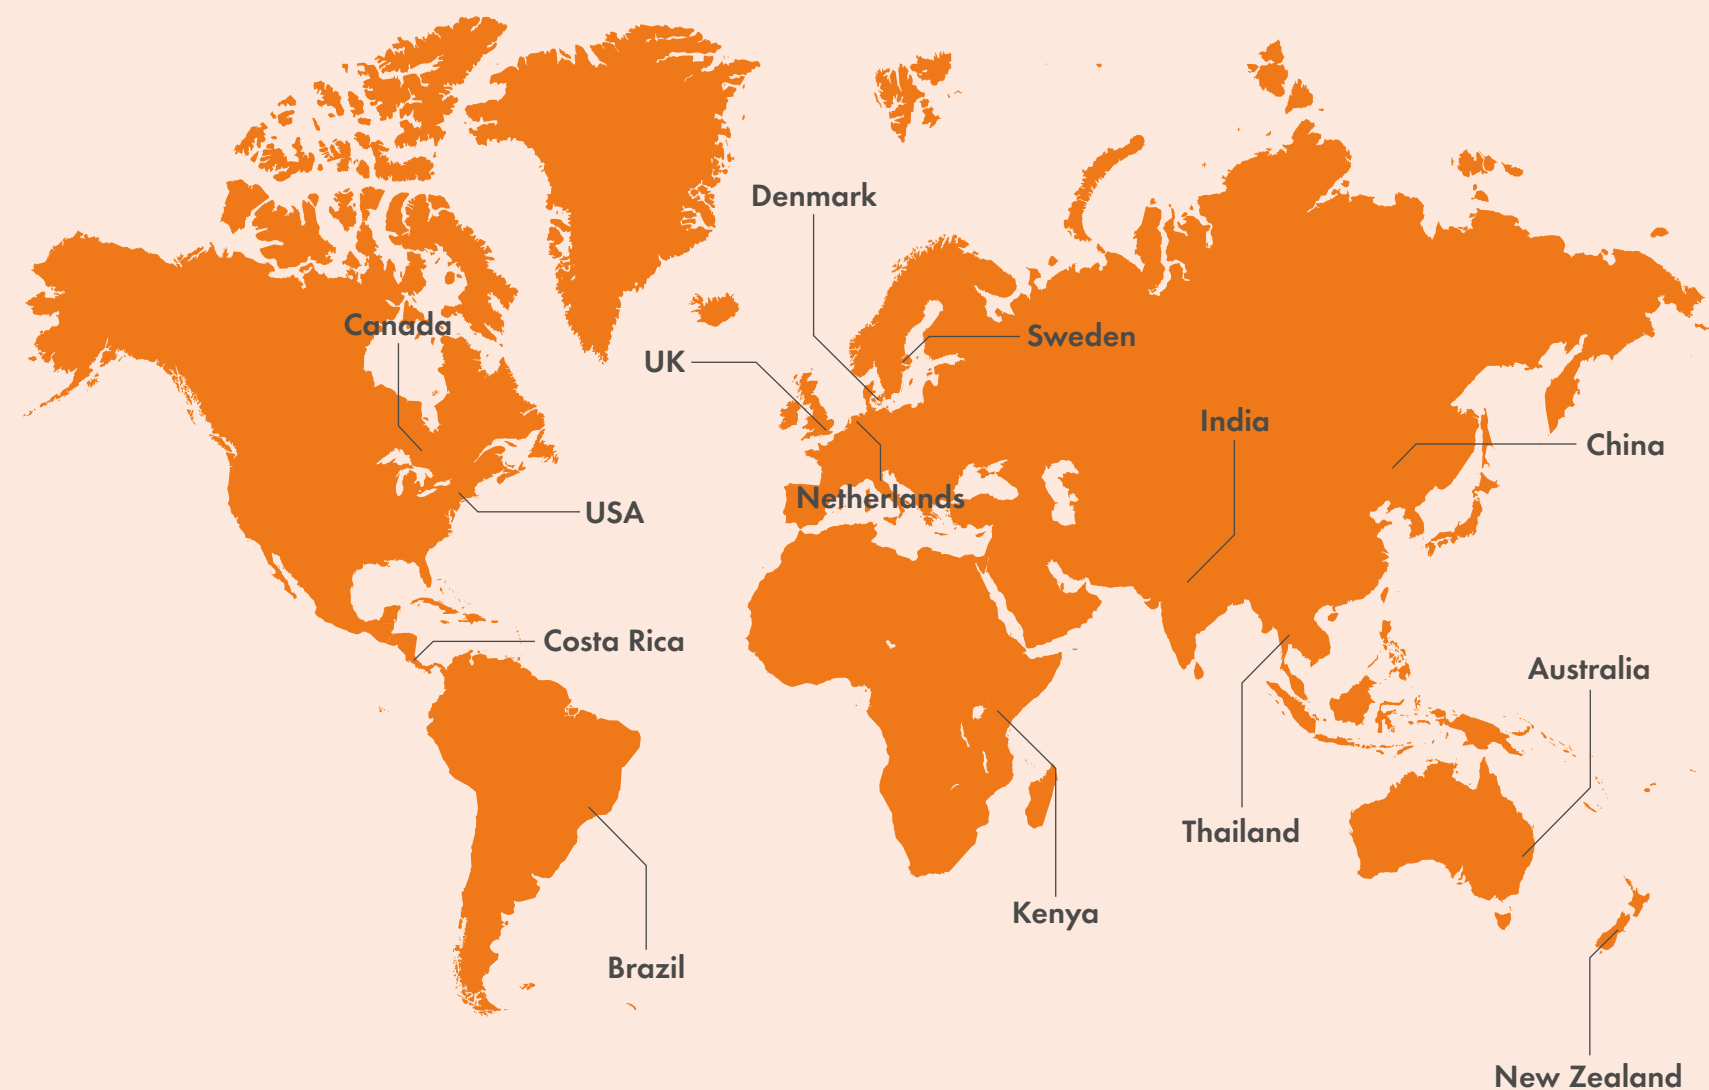 Denmark
Canada
Sweden
UK
India
China
Netherlands
USA
Costa Rica
Australia
Thailand
Kenya
Brazil
New Zealand